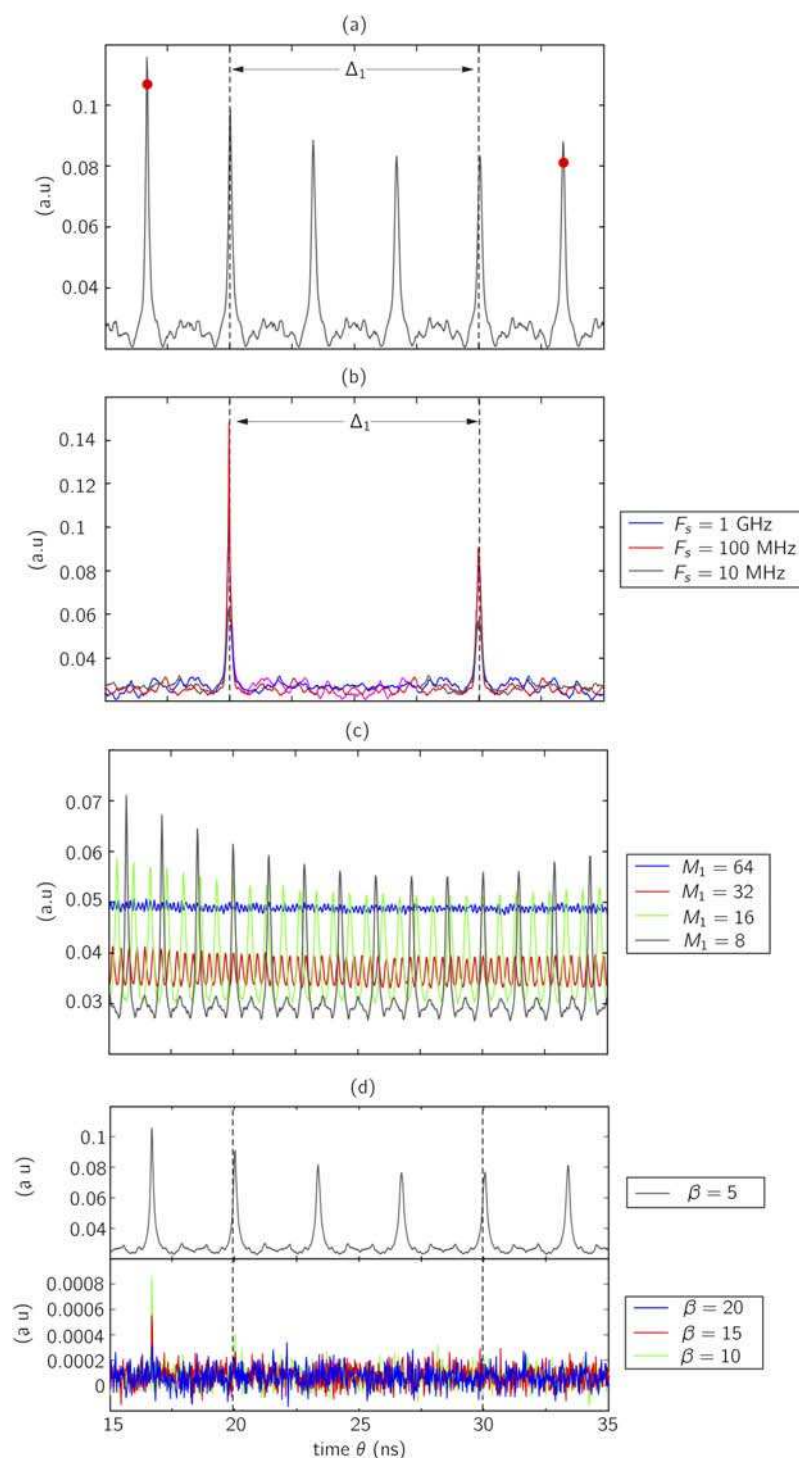 (a)
Δ₁
0.1
0.08
0.06
0.04
(a.u)
(b)
Δ₁
0.14
0.12
0.1
0.08
0.06
0.04
(a.u)
Fₛ = 1 GHz
Fₛ = 100 MHz
Fₛ = 10 MHz
(c)
0.07
0.06
0.05
0.04
0.03
(a.u)
M₁ = 64
M₁ = 32
M₁ = 16
M₁ = 8
(d)
0.1
0.08
0.06
0.04
(a u)
β = 5
0.0008
0.0006
0.0004
0.0002
0
(a u)
β = 20
β = 15
β = 10
15 20 25 30 35
time θ (ns)